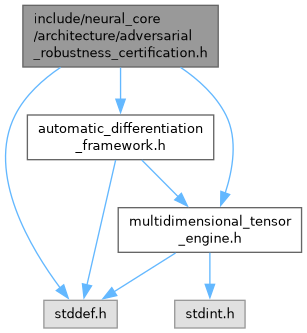 include/neural_core
/architecture/adversarial
_robustness_certification.h
automatic_differentiation
_framework.h
multidimensional_tensor
_engine.h
stddef.h
stdint.h